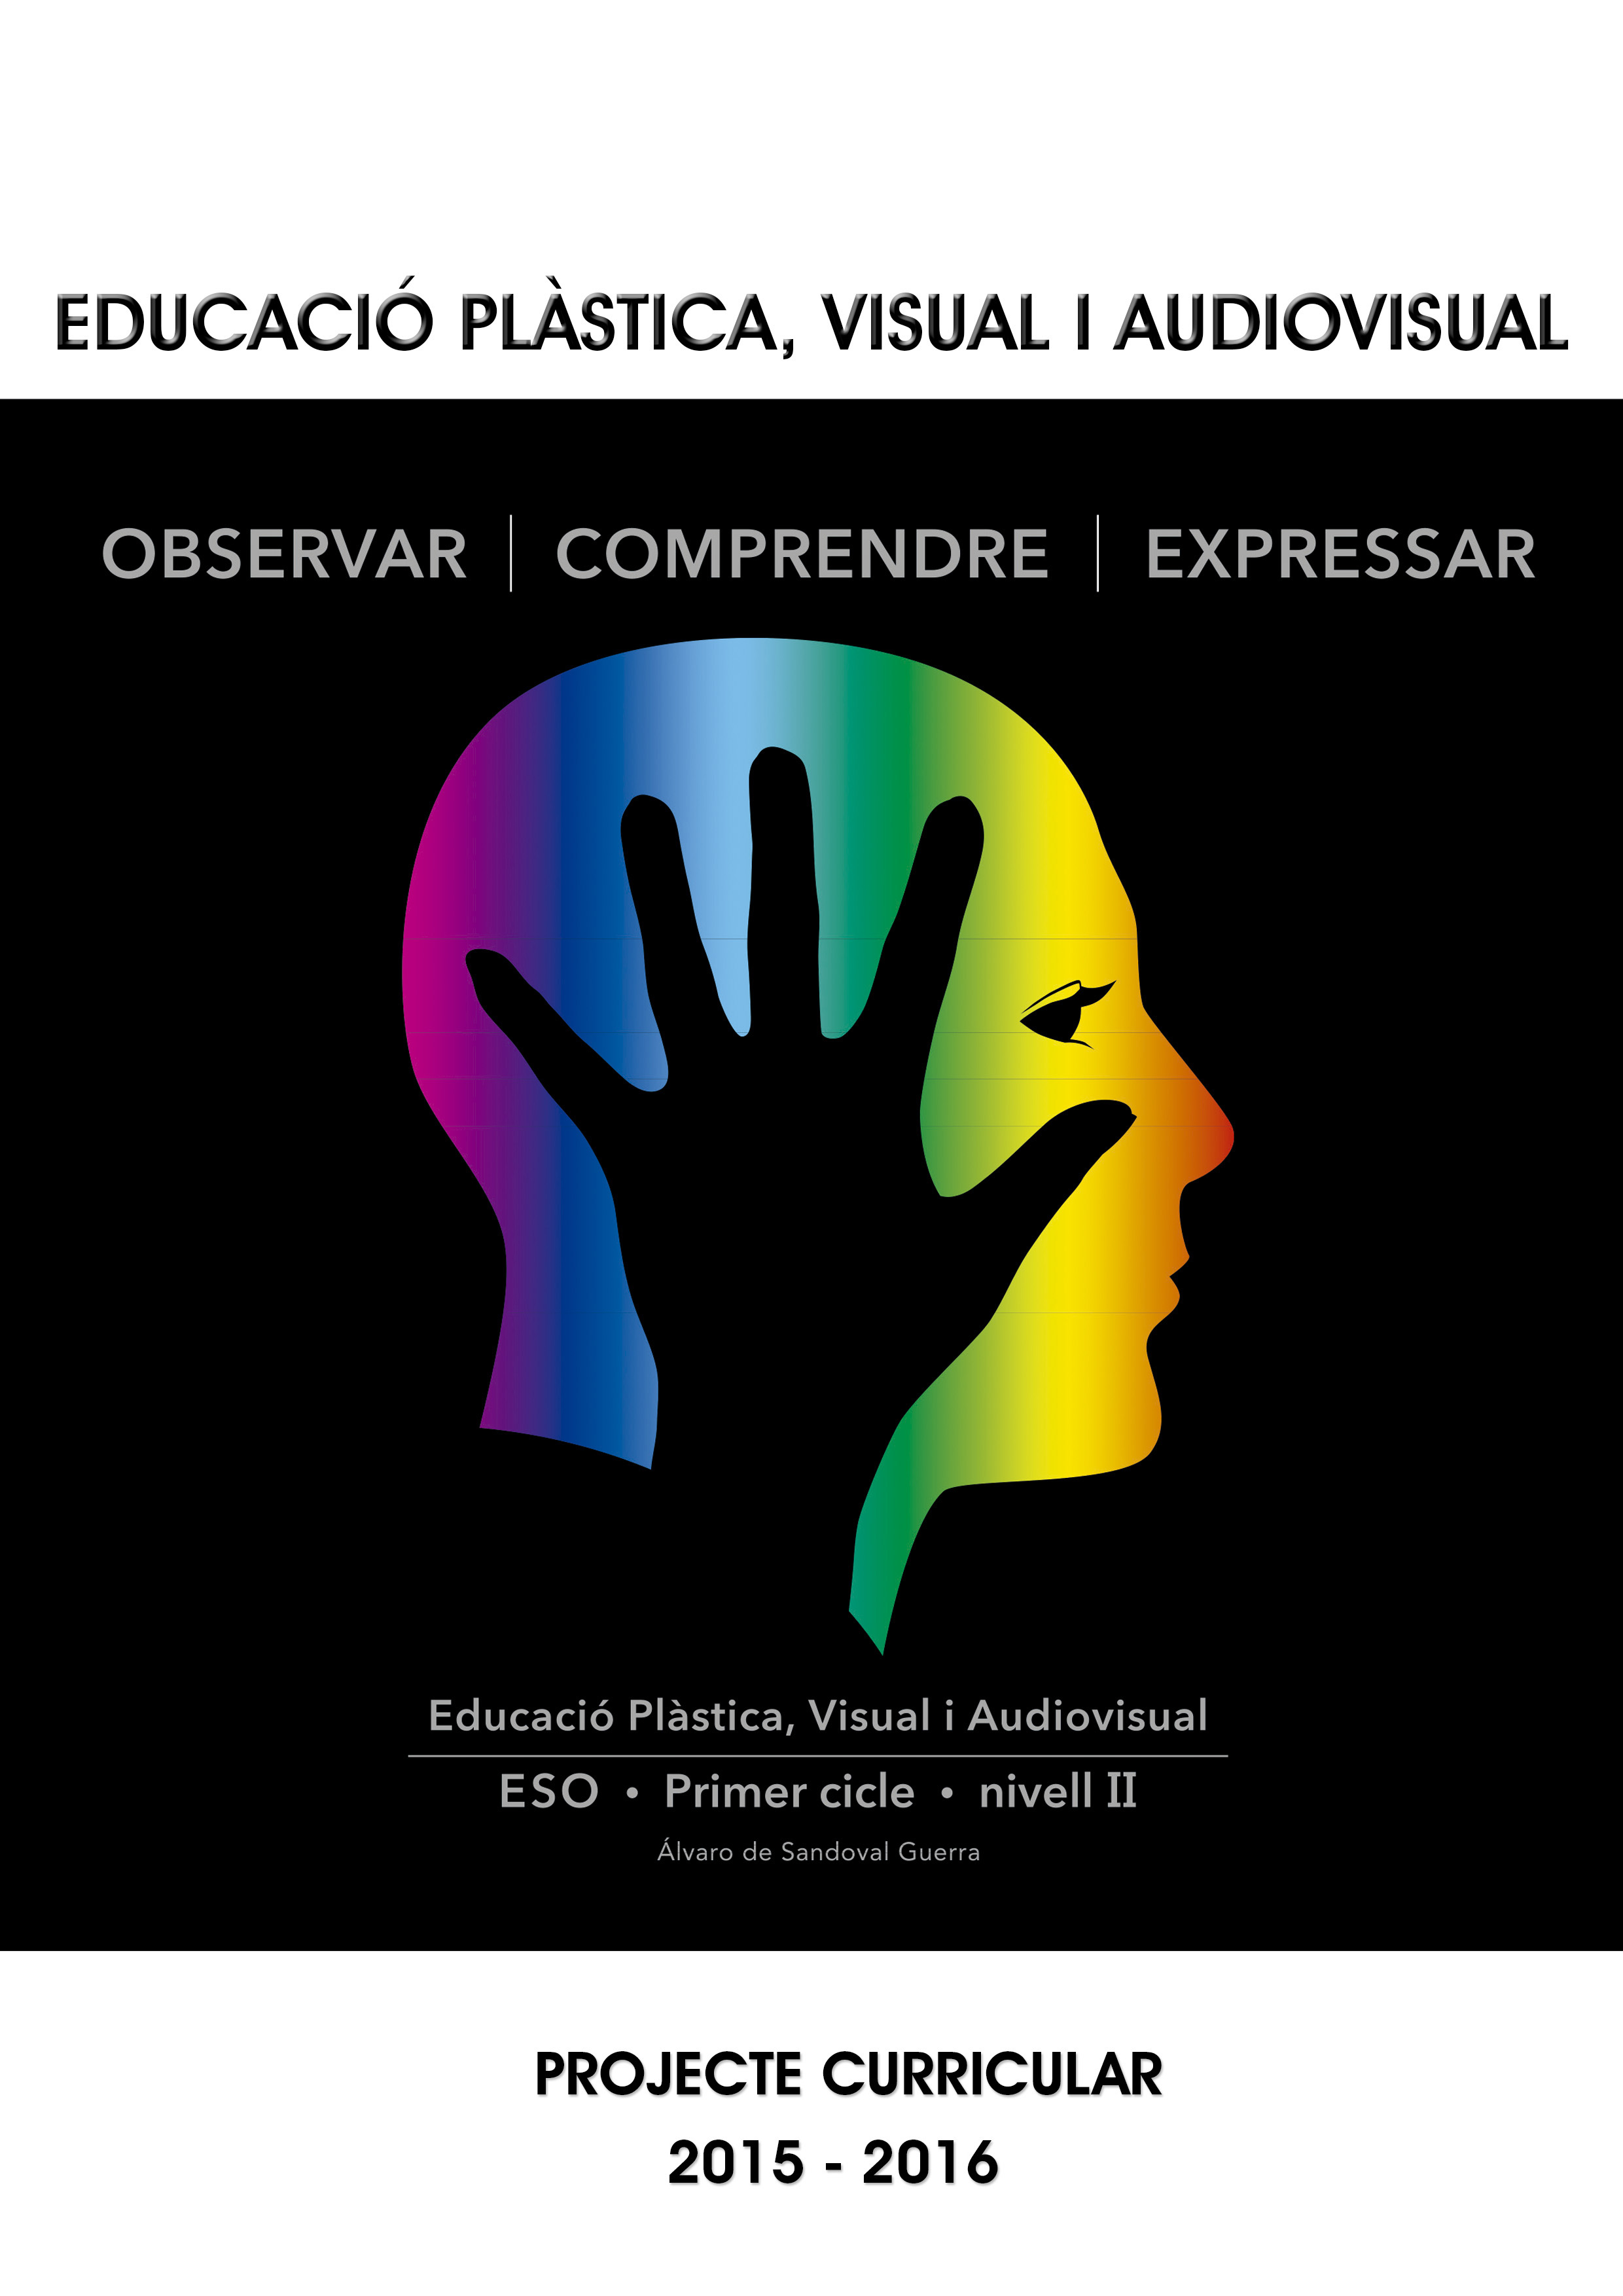 EDUCACIÓ PLÀSTICA, VISUAL I AUDIOVISUAL
OBSERVAR | COMPRENDRE | EXPRESSAR
Educació Plàstica, Visual i Audiovisual
ESO • Primer cicle • nivell II
Álvaro de Sandoval Guerra
PROJECTE CURRICULAR
2015 - 2016